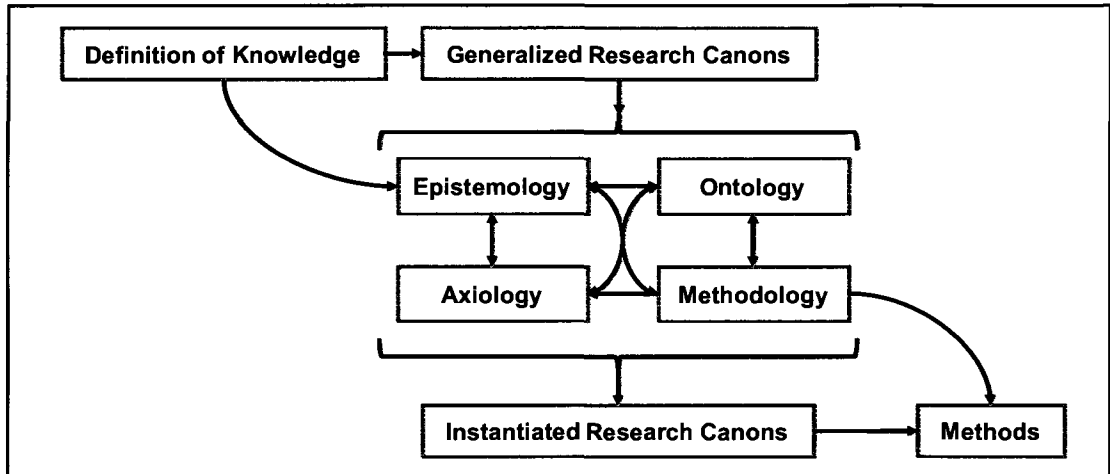 Definition of Knowledge
Generalized Research Canons
Epistemology
Ontology
Axiology
Methodology
Instantiated Research Canons
Methods